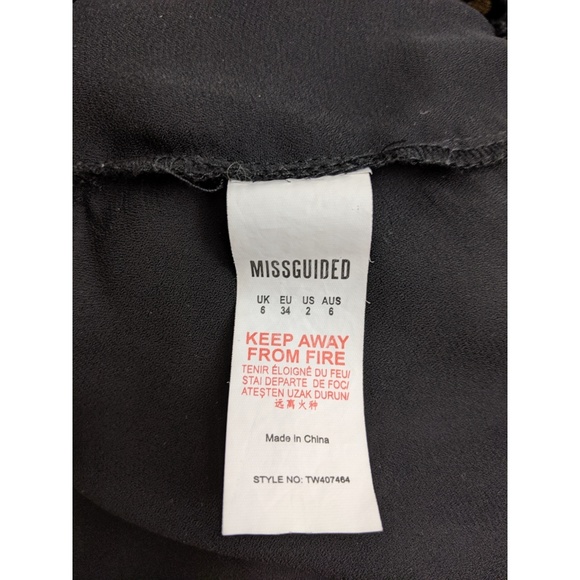 MISSGUIDED
UK EU US AUS
6 34 2 6
KEEP AWAY
FROM FIRE
TENIR ÉLOIGNÉ DU FEU/
STAI DEPARTE DE FOC/
ATEŞTEN UZAK DURUN/
远离火种
Made in China
STYLE NO: TW407464